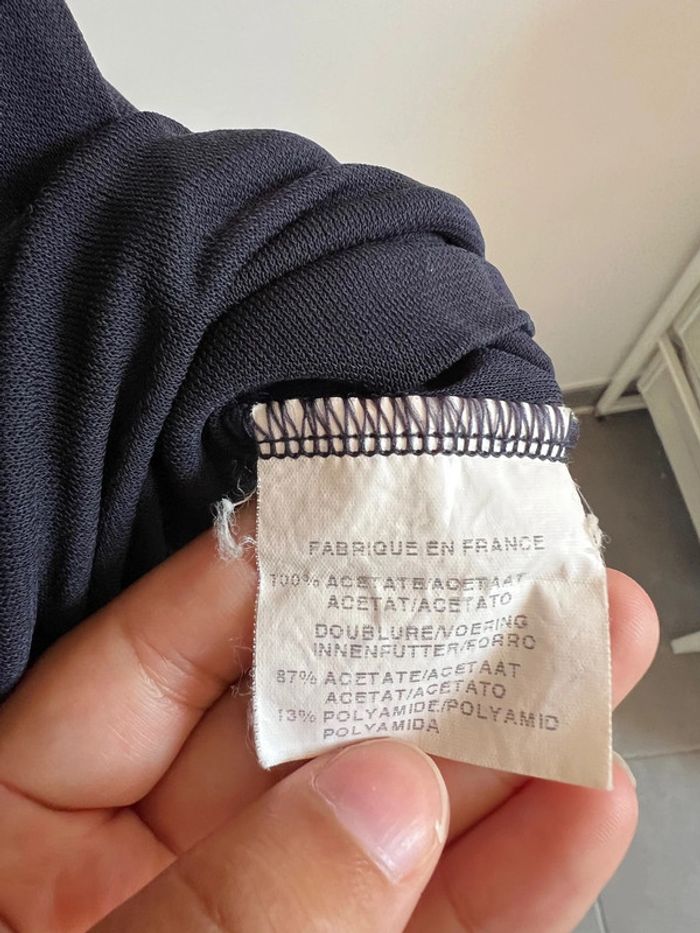 FABRIQUE EN FRANCE
100% ACETATE/ACETAAT
ACETAT/ACETATO
DOUBLURE/VOERING
INNENFUTTER/FORRO
87% ACETATE/ACETAAT
ACETAT/ACETATO
13% POLYAMIDE/POLYAMID
POLYAMIDA